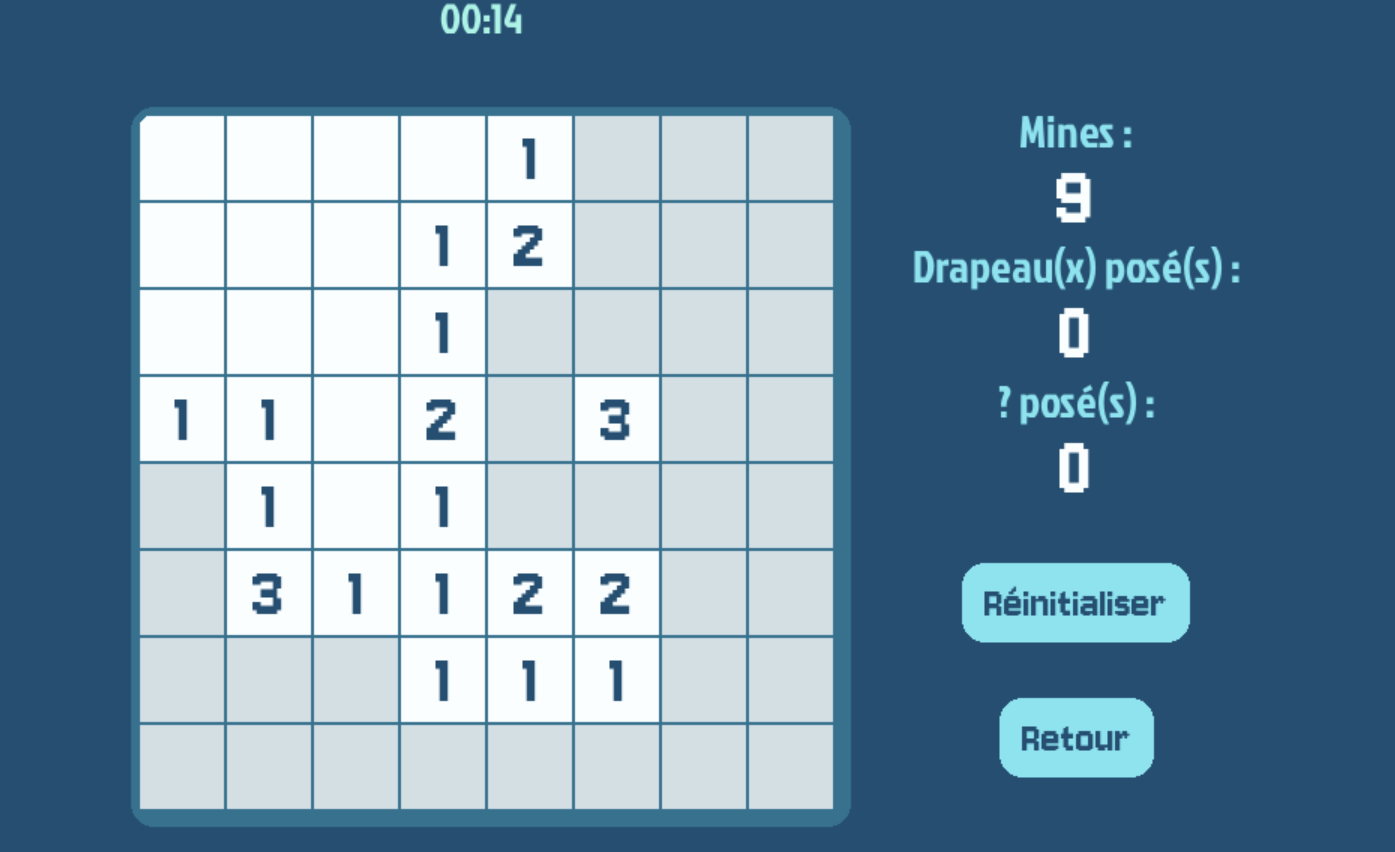 00:14
1
1 2
1
1 1 2 3
1 1
3 1 1 2 2
1 1 1
Mines :
9
Drapeau(x) posé(s) :
0
? posé(s) :
0
Réinitialiser
Retour